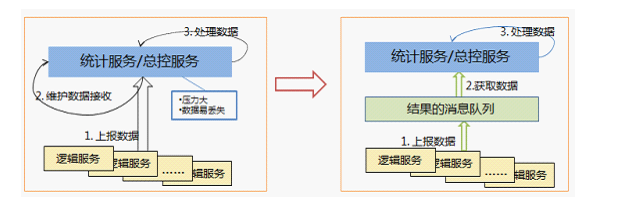 3. 处理数据
统计服务/总控服务
2. 维护数据接收
•压力大
•数据易丢失
1. 上报数据
逻辑服务
逻辑服务
......
辑服务
3. 处理数据
统计服务/总控服务
2.获取数据
结果的消息队列
1. 上报数据
逻辑服务
逻辑服务
......
辑服务